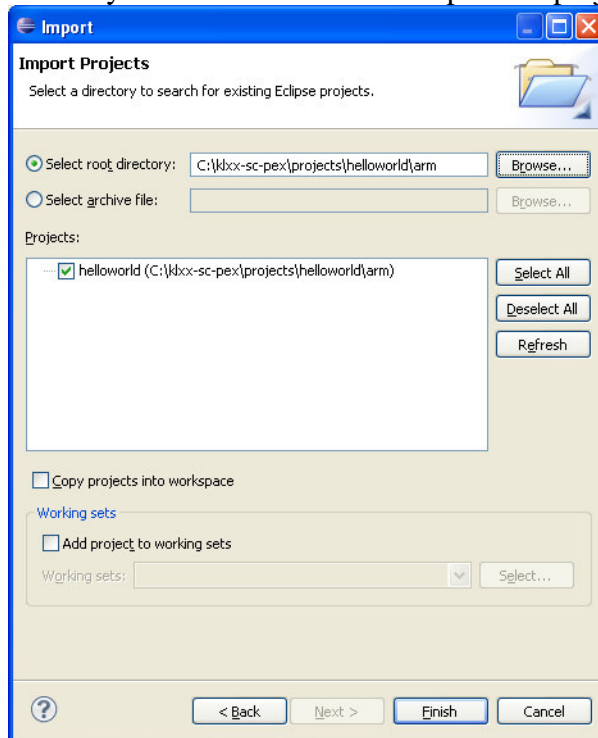 Import
Import Projects
Select a directory to search for existing Eclipse projects.
Select root directory: C:\klxx-sc-pex\projects\helloworld\arm Browse...
Select archive file: Browse...
Projects:
helloworld (C:\klxx-sc-pex\projects\helloworld\arm)
Select All
Deselect All
Refresh
Copy projects into workspace
Working sets
Add project to working sets
Working sets: Select...
? < Back Next > Finish Cancel